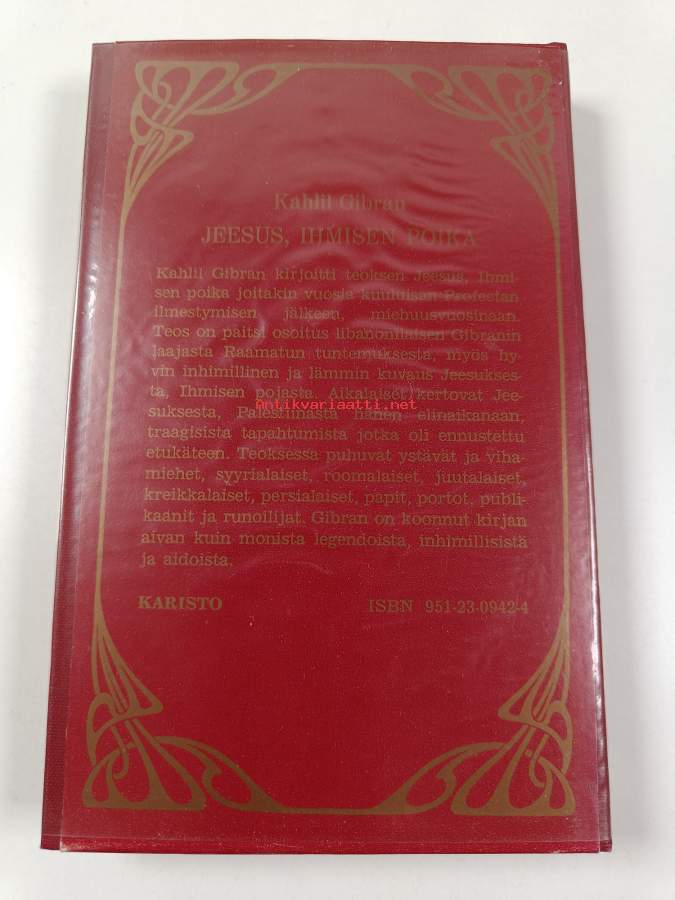 Kahlil Gibran
JEESUS, IHMISEN POIKA
Kahlil Gibran kirjoitti teoksen Jeesus, Ihmi-
sen poika joitakin vuosia kuuluisan Profeetan
ilmestymisen jälkeen, miehuusvuosinaan.
Teos on paitsi osoitus libanonilaisen Gibranin
laajasta Raamatun tuntemuksesta, myös hy-
vin inhimillinen ja lämmin kuvaus Jeesukses-
ta, Ihmisen pojasta. Aikalaiset kertovat Jee-
Antikvariaatti.net
suksesta, Palestiinasta hänen elinaikanaan,
traagisista tapahtumista jotka oli ennustettu
etukäteen. Teoksessa puhuvat ystävät ja viha-
miehet, syyrialaiset, roomalaiset, juutalaiset,
kreikkalaiset, persialaiset, papit, portot, publi-
kaanit ja runoilijat. Gibran on koonnut kirjan
aivan kuin monista legendoista, inhimillisistä
ja aidoista.
KARISTO ISBN 951-23-0942-4